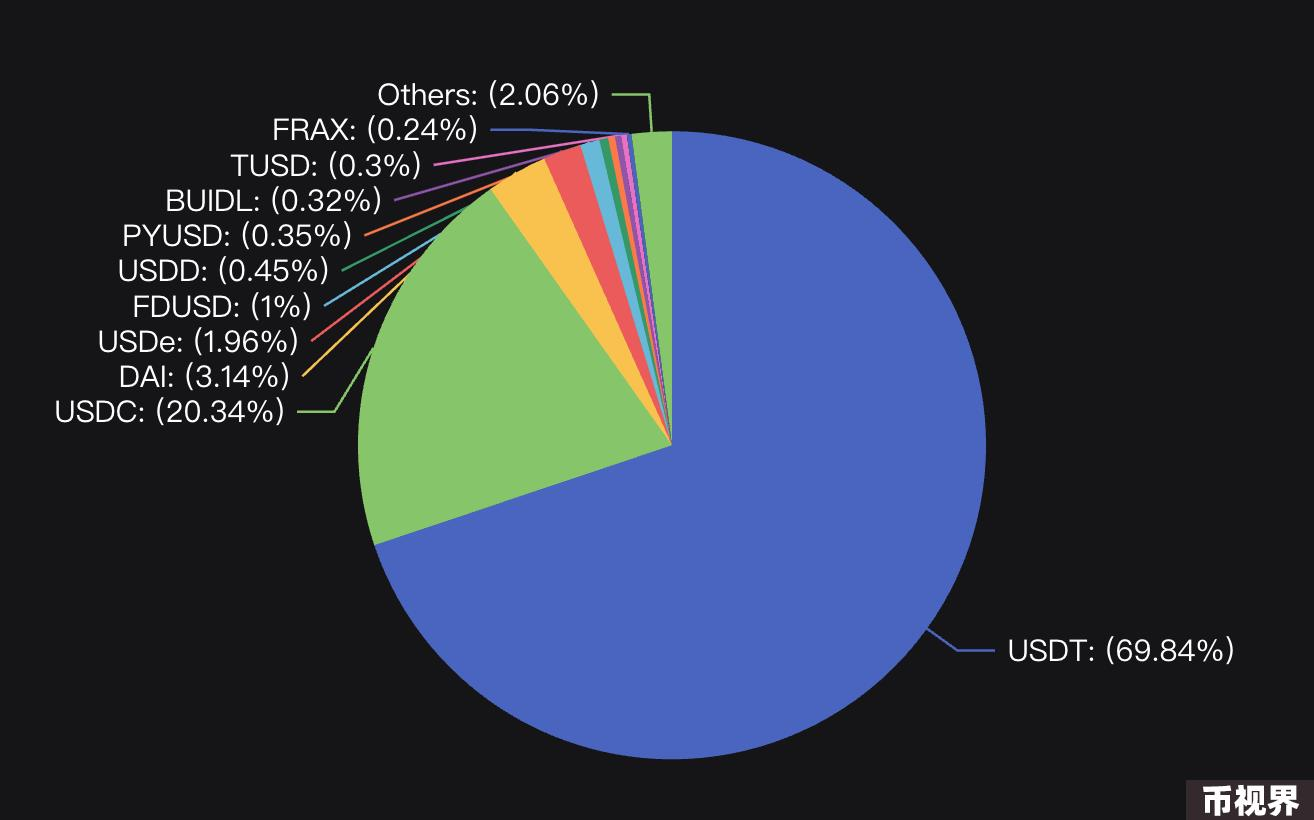 Others: (2.06%)
FRAX: (0.24%)
TUSD: (0.3%)
BUIDL: (0.32%)
PYUSD: (0.35%)
USDD: (0.45%)
FDUSD: (1%)
USDe: (1.96%)
DAI: (3.14%)
USDC: (20.34%)
USDT: (69.84%)
币视界